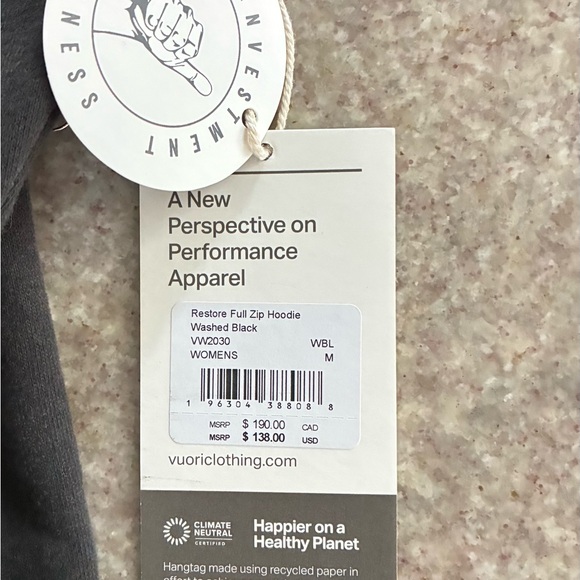 NESS
INVESTMENT
A New
Perspective on
Performance
Apparel
Restore Full Zip Hoodie
Washed Black
VW2030 WBL
WOMENS M
1 96304 38808 8
MSRP $ 190.00 CAD
MSRP $ 138.00 USD
vuoriclothing.com
CLIMATE
NEUTRAL
CERTIFIED
Happier on a
Healthy Planet
Hangtag made using recycled paper in